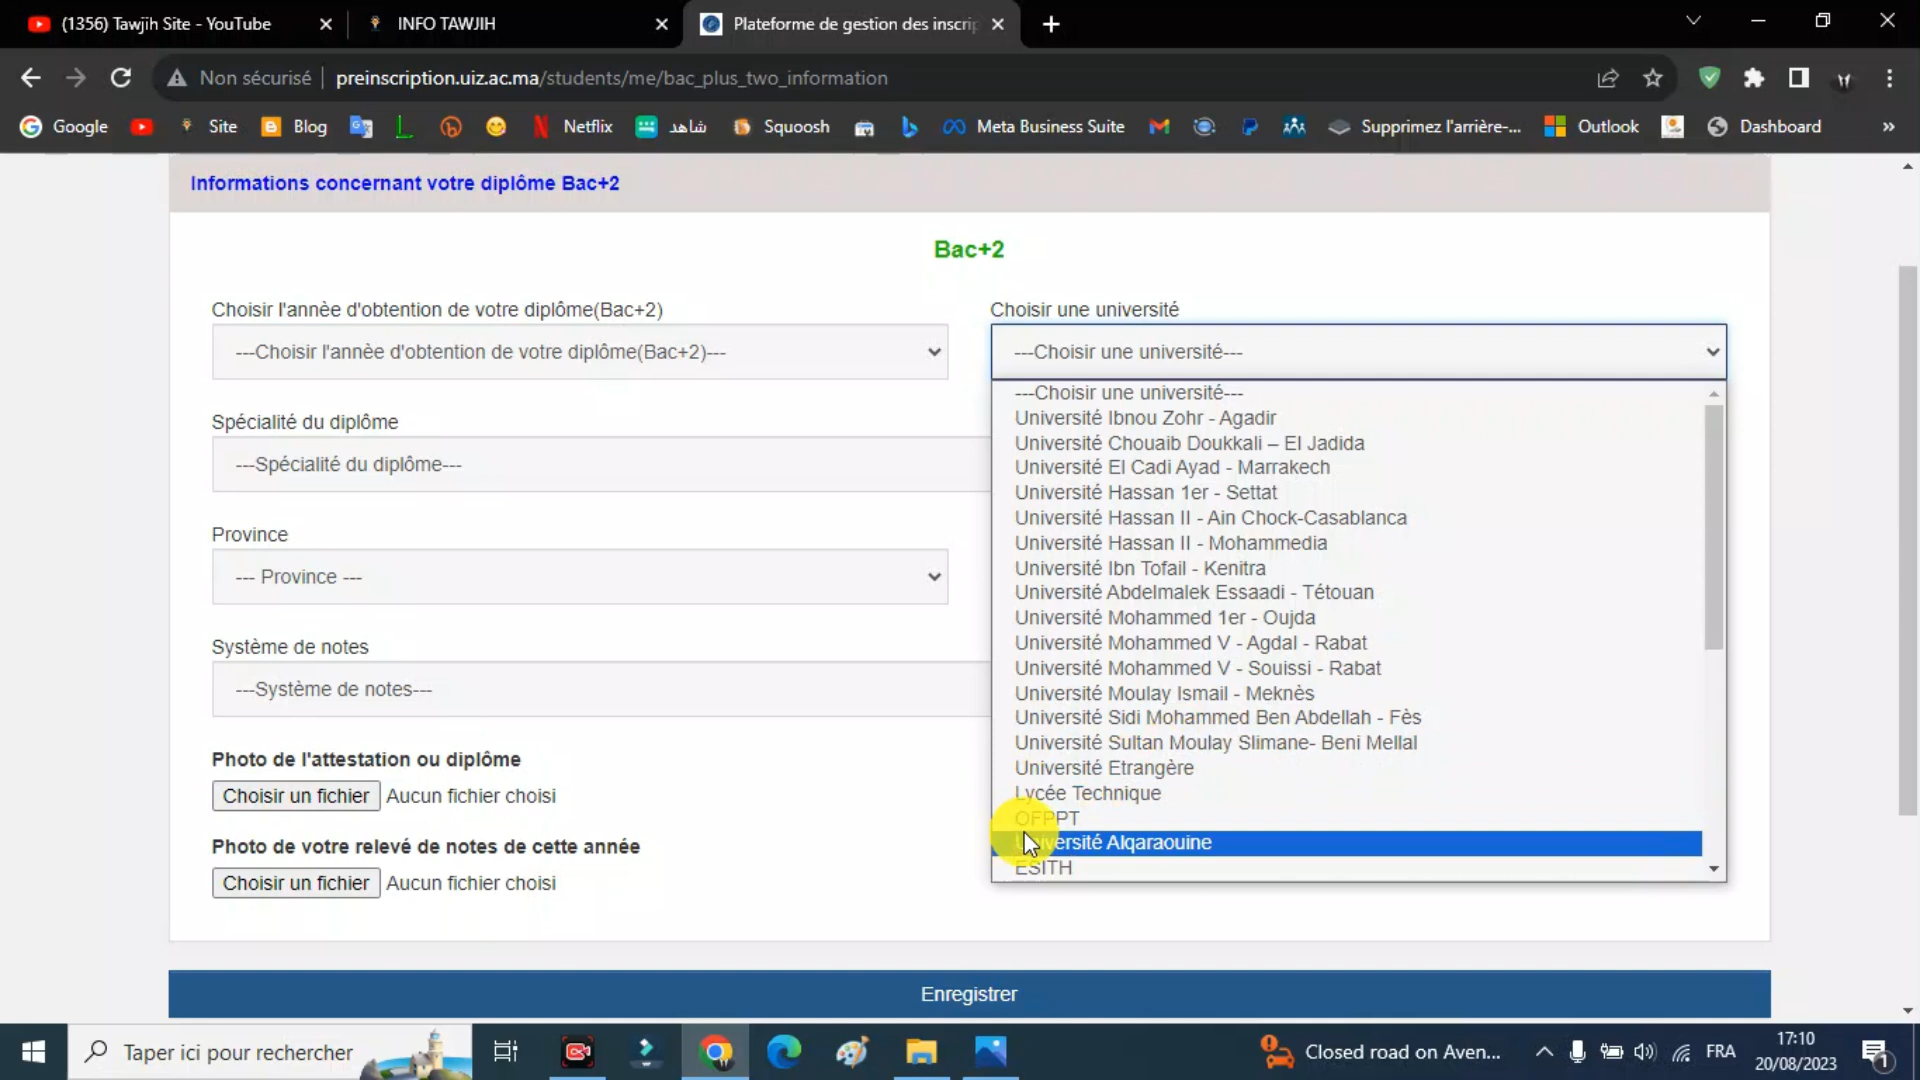 (1356) Tawjih Site - YouTube
INFO TAWJIH
Plateforme de gestion des inscrip
Non sécurisé
preinscription.uiz.ac.ma/students/me/bac_plus_two_information
Google
Site
Blog
Netflix
شاهد
Squoosh
Meta Business Suite
Supprimez l'arrière-...
Outlook
Dashboard
»
Informations concernant votre diplôme Bac+2
Bac+2
Choisir l'annèe d'obtention de votre diplôme(Bac+2)
---Choisir l'annèe d'obtention de votre diplôme(Bac+2)---
Choisir une université
---Choisir une université---
---Choisir une université---
Université Ibnou Zohr - Agadir
Université Chouaib Doukkali – El Jadida
Université El Cadi Ayad - Marrakech
Université Hassan 1er - Settat
Université Hassan II - Ain Chock-Casablanca
Université Hassan II - Mohammedia
Université Ibn Tofail - Kenitra
Université Abdelmalek Essaadi - Tétouan
Université Mohammed 1er - Oujda
Université Mohammed V - Agdal - Rabat
Université Mohammed V - Souissi - Rabat
Université Moulay Ismail - Meknès
Université Sidi Mohammed Ben Abdellah - Fès
Université Sultan Moulay Slimane- Beni Mellal
Université Etrangère
Lycée Technique
OFPPT
Université Alqaraouine
ESITH
Spécialité du diplôme
---Spécialité du diplôme---
Province
--- Province ---
Système de notes
---Système de notes---
Photo de l'attestation ou diplôme
Choisir un fichier Aucun fichier choisi
Photo de votre relevé de notes de cette année
Choisir un fichier Aucun fichier choisi
Enregistrer
Taper ici pour rechercher
Closed road on Aven...
FRA
17:10
20/08/2023
1